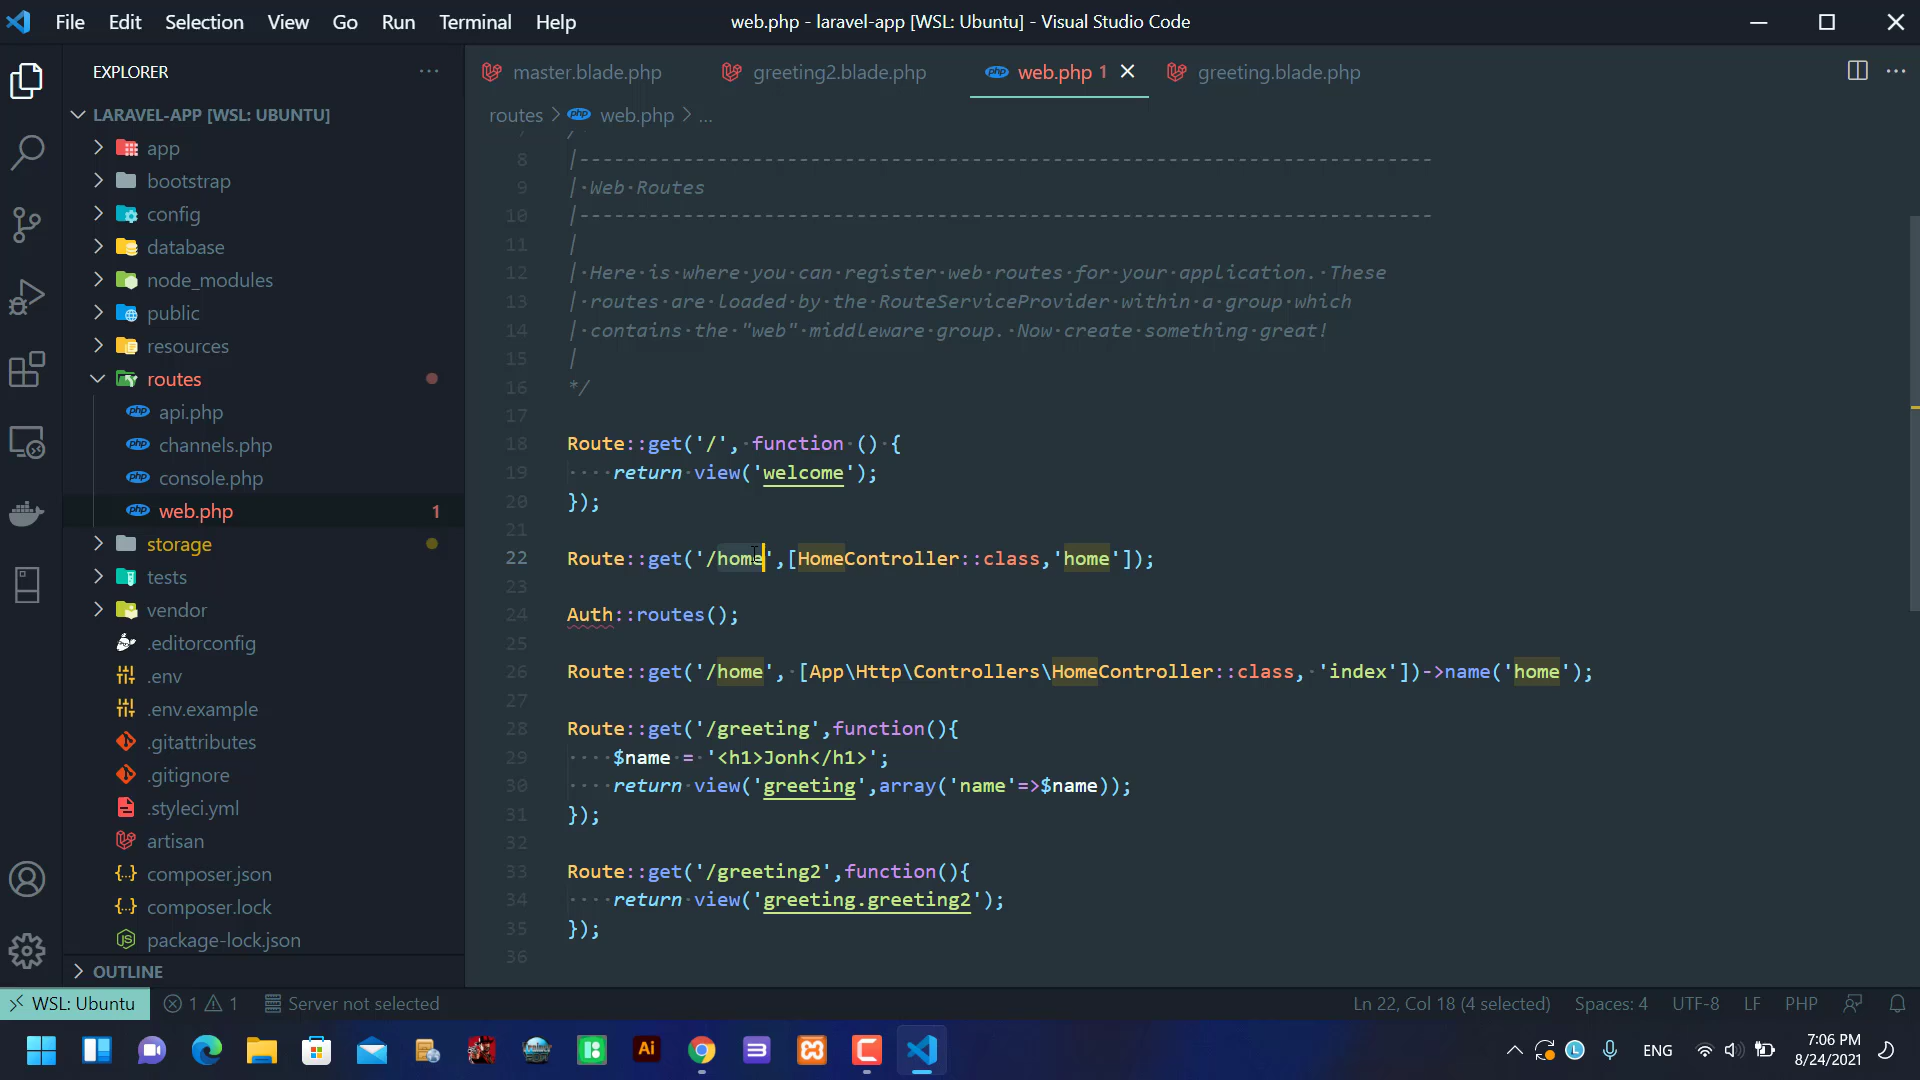 File Edit Selection View Go Run Terminal Help
web.php - laravel-app [WSL: Ubuntu] - Visual Studio Code
EXPLORER
LARAVEL-APP [WSL: UBUNTU]
app
bootstrap
config
database
node_modules
public
resources
routes
api.php
channels.php
console.php
web.php 1
storage
tests
vendor
.editorconfig
.env
.env.example
.gitattributes
.gitignore
.styleci.yml
artisan
composer.json
composer.lock
package-lock.json
OUTLINE
master.blade.php greeting2.blade.php web.php 1 greeting.blade.php
routes > web.php > ...
7 /
8 |--------------------------------------------------------------------------
9 | Web Routes
10 |--------------------------------------------------------------------------
11 |
12 | Here is where you can register web routes for your application. These
13 | routes are loaded by the RouteServiceProvider within a group which
14 | contains the "web" middleware group. Now create something great!
15 |
16 */
17
18 Route::get('/', function () {
19 return view('welcome');
20 });
21
22 Route::get('/home',[HomeController::class,'home']);
23
24 Auth::routes();
25
26 Route::get('/home', [App\Http\Controllers\HomeController::class, 'index'])->name('home');
27
28 Route::get('/greeting',function(){
29 $name = '<h1>Jonh</h1>';
30 return view('greeting',array('name'=>$name));
31 });
32
33 Route::get('/greeting2',function(){
34 return view('greeting.greeting2');
35 });
36
WSL: Ubuntu 1 1 Server not selected
Ln 22, Col 18 (4 selected) Spaces: 4 UTF-8 LF PHP
Ai
L
ENG
7:06 PM
8/24/2021